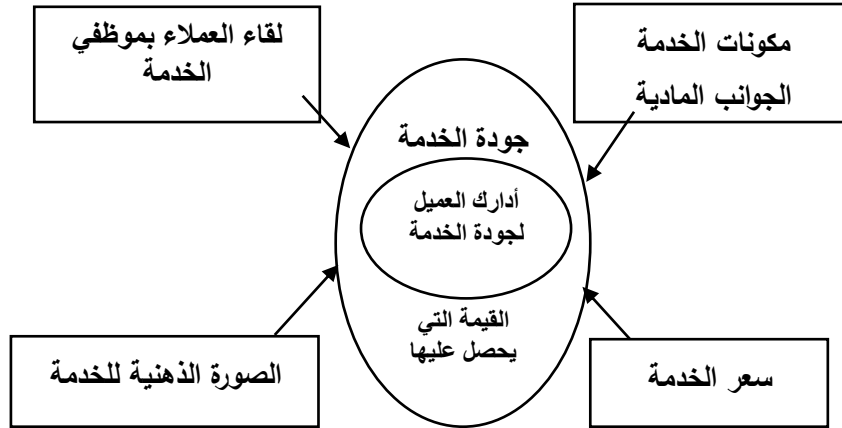 مكونات الخدمة
الجوانب المادية
لقاء العملاء بموظفي
الخدمة
جودة الخدمة
أدارك العميل
لجودة الخدمة
القيمة التي
يحصل عليها
سعر الخدمة
الصورة الذهنية للخدمة